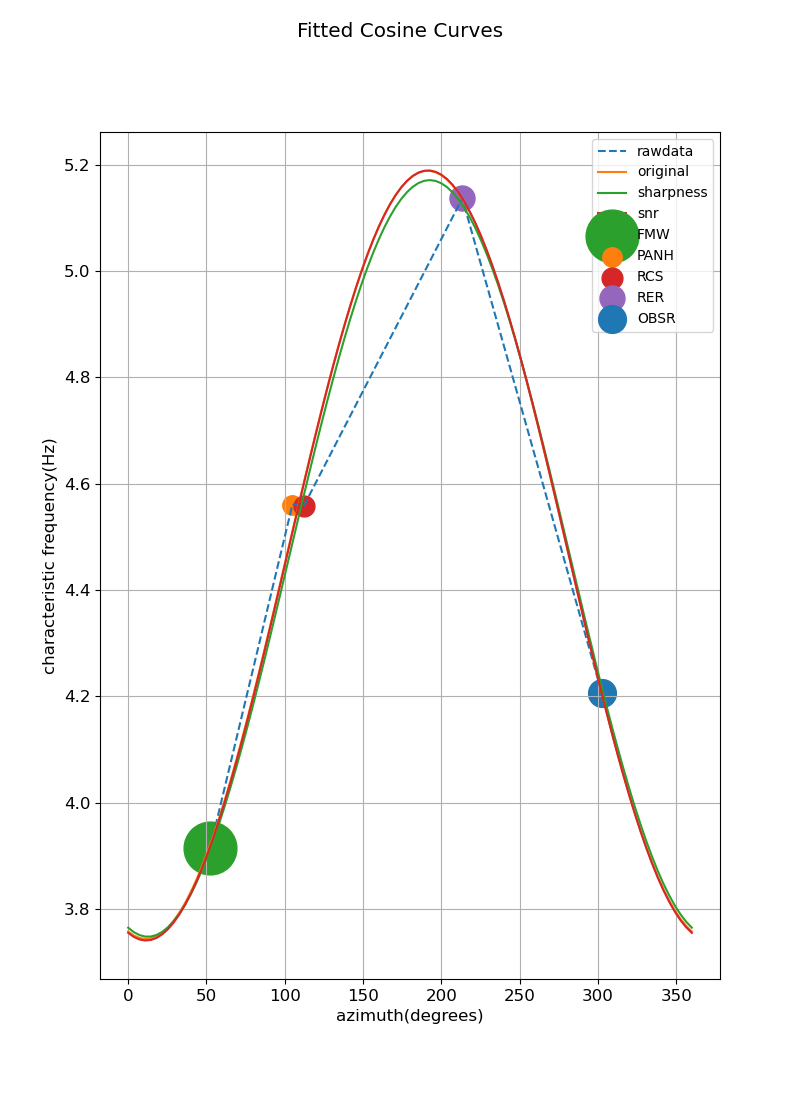 Fitted Cosine Curves
rawdata
original
sharpness
snr
FMW
PANH
RCS
RER
OBSR
characteristic frequency(Hz)
5.2
5.0
4.8
4.6
4.4
4.2
4.0
3.8
0 50 100 150 200 250 300 350
azimuth(degrees)